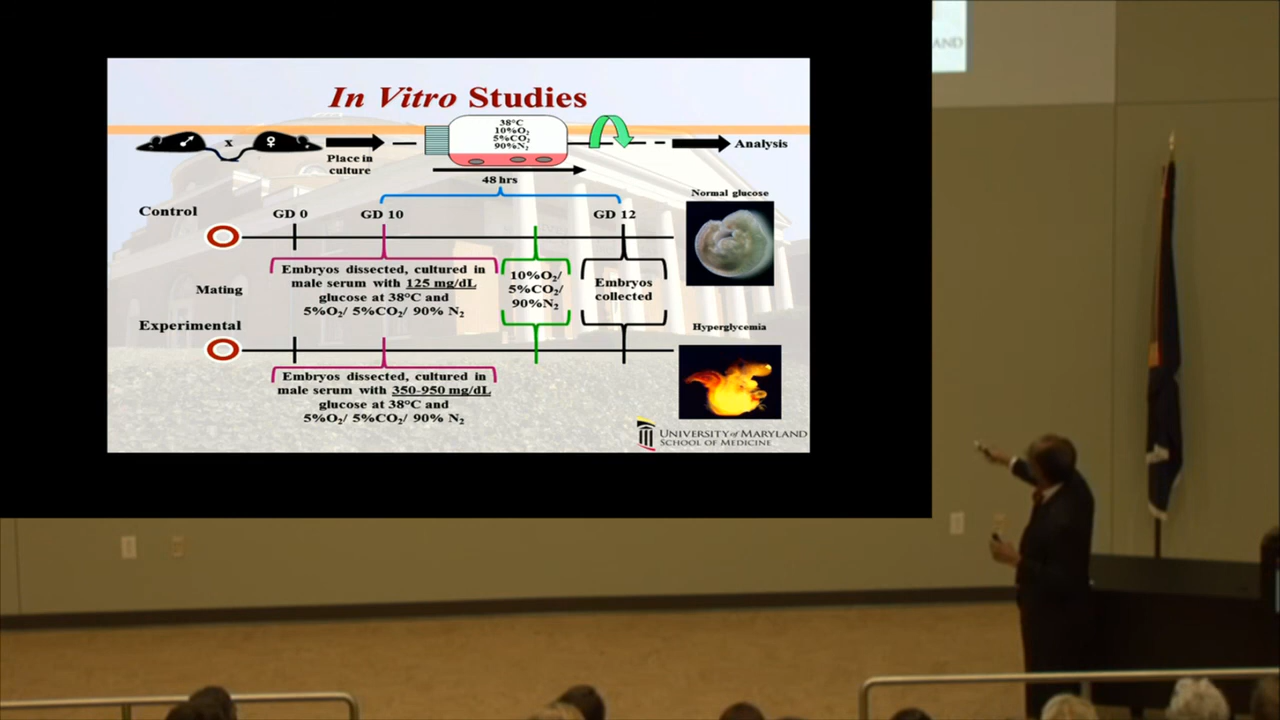 AND
In Vitro Studies
♂ x ♀
Place in
culture
38°C
10%O₂
5%CO₂
90%N₂
48 hrs
Analysis
Control
GD 0
GD 10
GD 12
Normal glucose
Embryos dissected, cultured in
male serum with 125 mg/dL
glucose at 38°C and
5%O₂/ 5%CO₂/ 90% N₂
10%O₂/
5%CO₂/
90%N₂
Embryos
collected
Mating
Experimental
Hyperglycemia
Embryos dissected, cultured in
male serum with 350-950 mg/dL
glucose at 38°C and
5%O₂/ 5%CO₂/ 90% N₂
UNIVERSITY of MARYLAND
SCHOOL OF MEDICINE